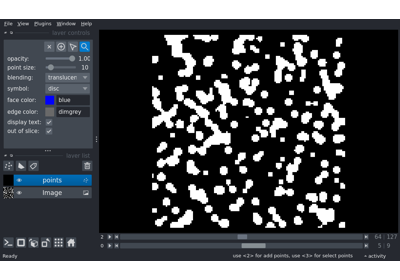 File View Plugins Window Help
layer controls
opacity: 1.00
point size: 10
blending: translucen
symbol: disc
face color: blue
edge color: dimgrey
display text:
out of slice:
layer list
points
Image
2 64 127
0 5 9
Ready use <2> for add points, use <3> for select points activity